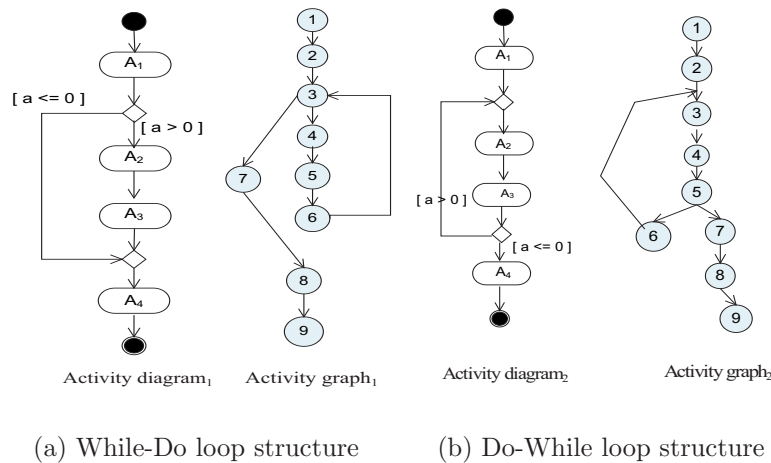 A₁
[ a <= 0 ]
[ a > 0 ]
A₂
A₃
A₄
Activity diagram₁
1
2
3
4
5
6
7
8
9
Activity graph₁
A₁
A₂
A₃
[ a > 0 ]
[ a <= 0 ]
A₄
Activity diagram₂
1
2
3
4
5
6
7
8
9
Activity graph₂
(a) While-Do loop structure
(b) Do-While loop structure